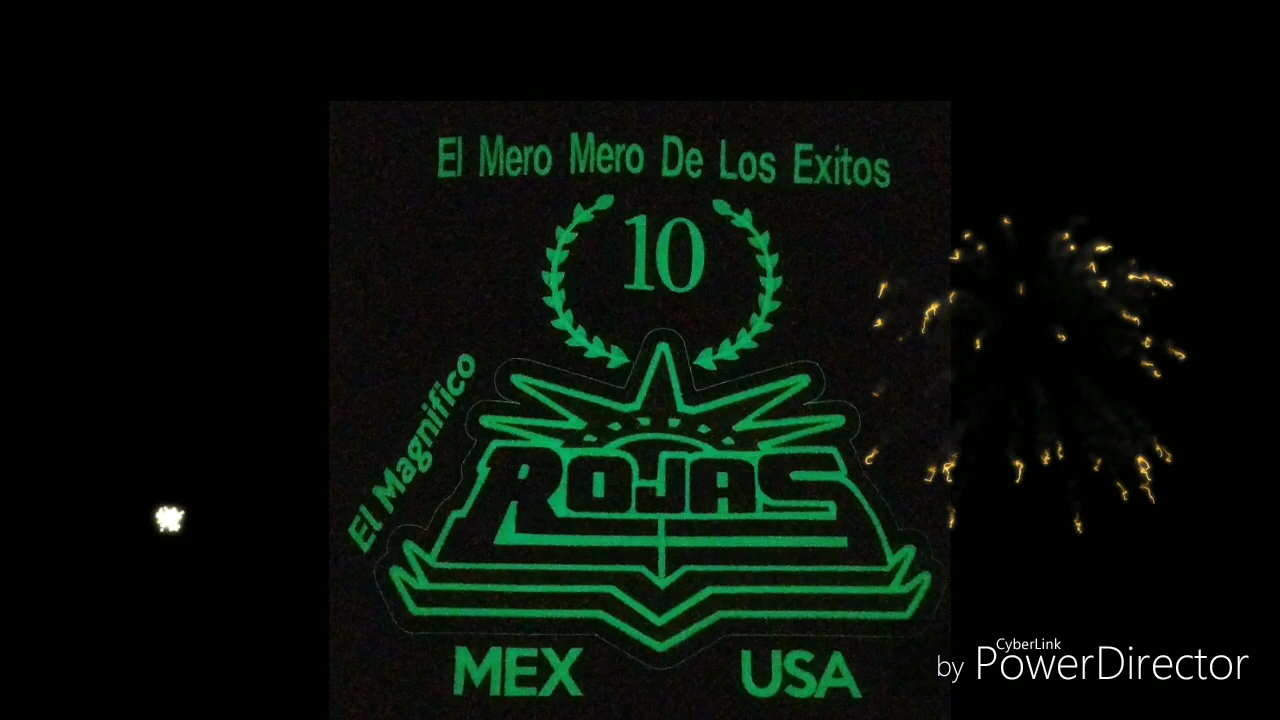 El Mero Mero De Los Exitos
10
El Magnifico
ROJAS
MEX USA
CyberLink
by PowerDirector